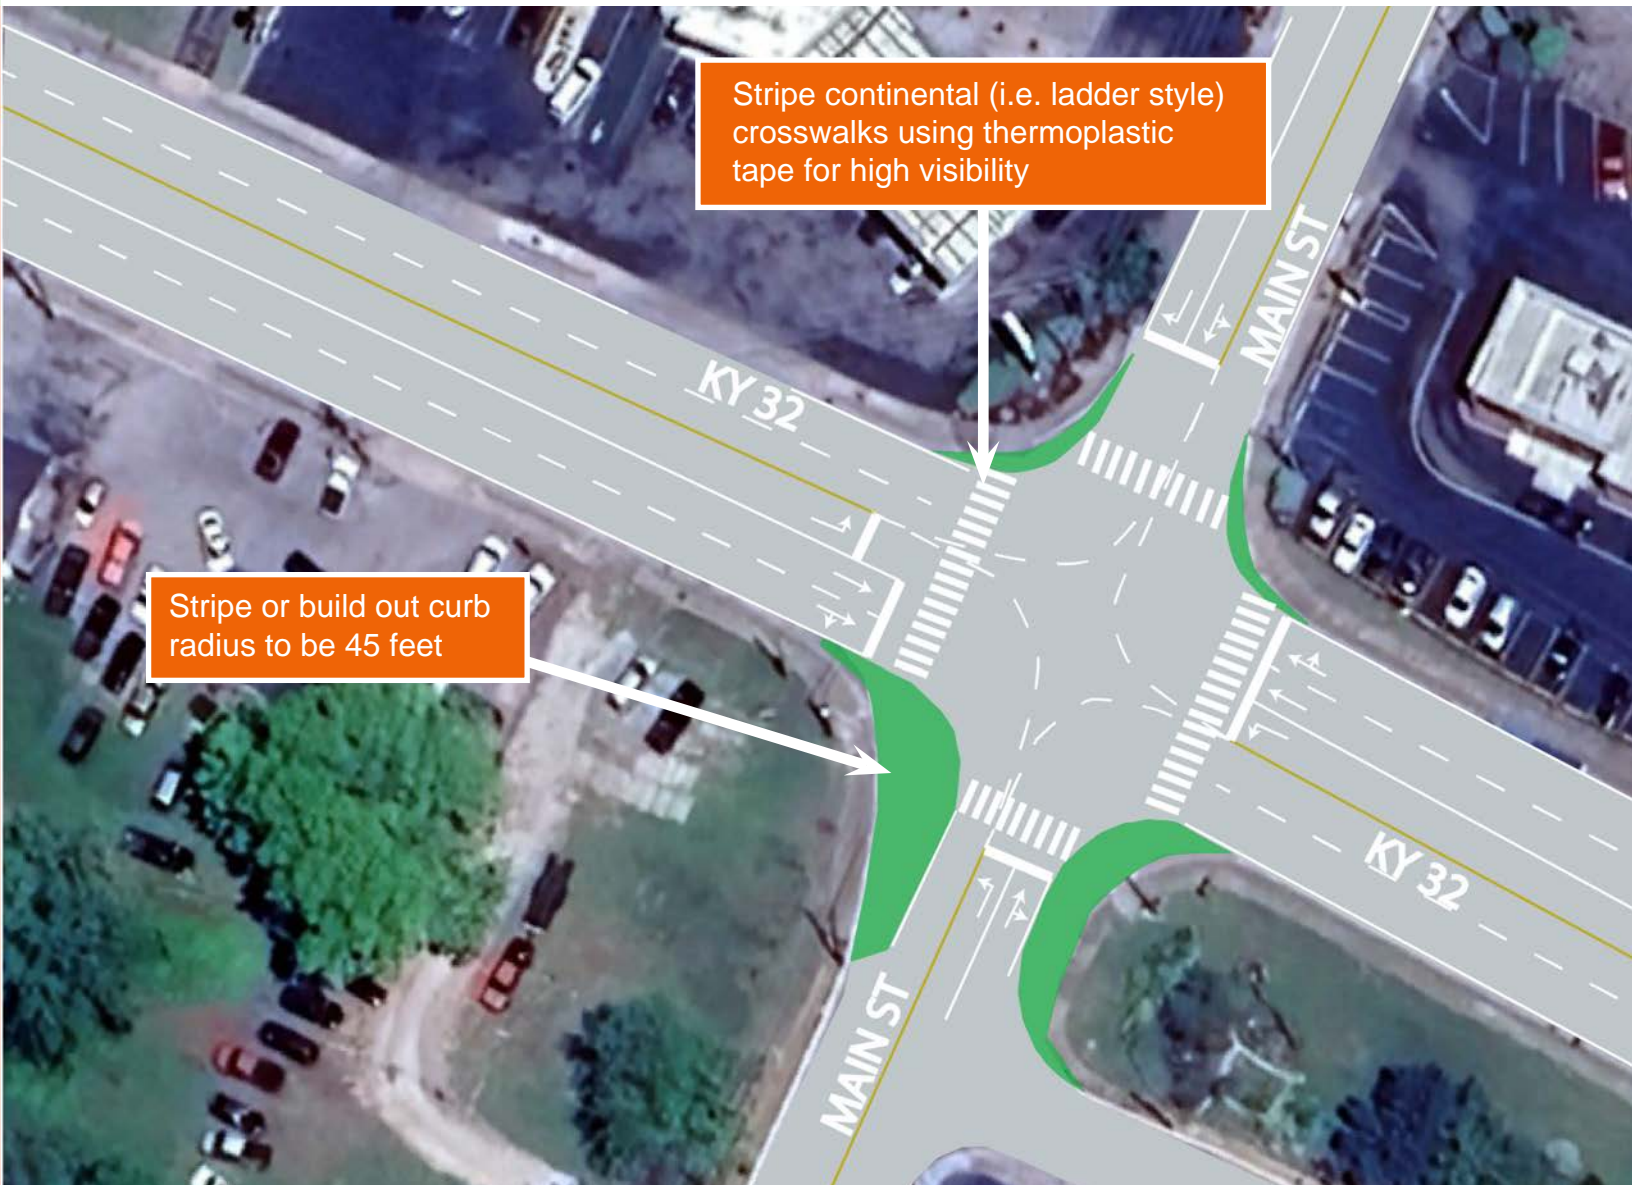 Stripe continental (i.e. ladder style)
crosswalks using thermoplastic
tape for high visibility
MAIN ST
KY 32
Stripe or build out curb
radius to be 45 feet
KY 32
MAIN ST